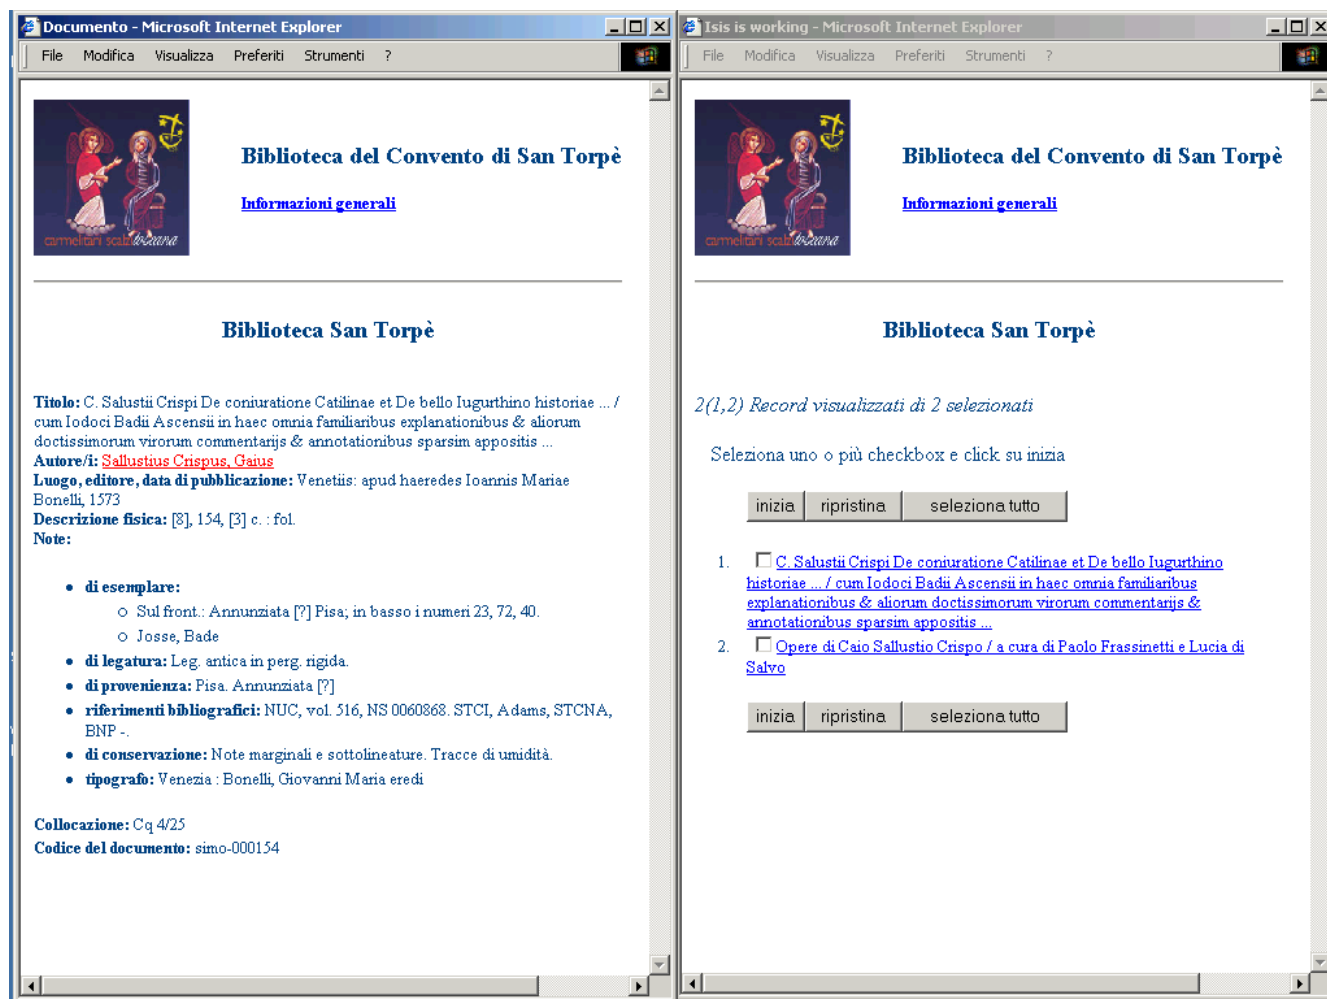 Documento - Microsoft Internet Explorer
File Modifica Visualizza Preferiti Strumenti ?
carmelitani scalzi toscana
Biblioteca del Convento di San Torpè
Informazioni generali
Biblioteca San Torpè
Titolo: C. Salustii Crispi De coniuratione Catilinae et De bello Iugurthino historiae ... /
cum Iodoci Badii Ascensii in haec omnia familiaribus explanationibus & aliorum
doctissimorum virorum commentarijs & annotationibus sparsim appositis ...
Autore/i: Sallustius Crispus, Gaius
Luogo, editore, data di pubblicazione: Venetiis: apud haeredes Ioannis Mariae
Bonelli, 1573
Descrizione fisica: [8], 154, [3] c. : fol.
Note:
di esemplare:
Sul front.: Annunziata [?] Pisa; in basso i numeri 23, 72, 40.
Josse, Bade
di legatura: Leg. antica in perg. rigida.
di provenienza: Pisa. Annunziata [?]
riferimenti bibliografici: NUC, vol. 516, NS 0060868. STCI, Adams, STCNA,
BNP -.
di conservazione: Note marginali e sottolineature. Tracce di umidità.
tipografo: Venezia : Bonelli, Giovanni Maria eredi
Collocazione: Cq 4/25
Codice del documento: simo-000154
Isis is working - Microsoft Internet Explorer
File Modifica Visualizza Preferiti Strumenti ?
carmelitani scalzi toscana
Biblioteca del Convento di San Torpè
Informazioni generali
Biblioteca San Torpè
2(1,2) Record visualizzati di 2 selezionati
Seleziona uno o più checkbox e click su inizia
inizia ripristina seleziona tutto
1. C. Salustii Crispi De coniuratione Catilinae et De bello Iugurthino
historiae ... / cum Iodoci Badii Ascensii in haec omnia familiaribus
explanationibus & aliorum doctissimorum virorum commentarijs &
annotationibus sparsim appositis ...
2. Opere di Caio Sallustio Crispo / a cura di Paolo Frassinetti e Lucia di
Salvo
inizia ripristina seleziona tutto